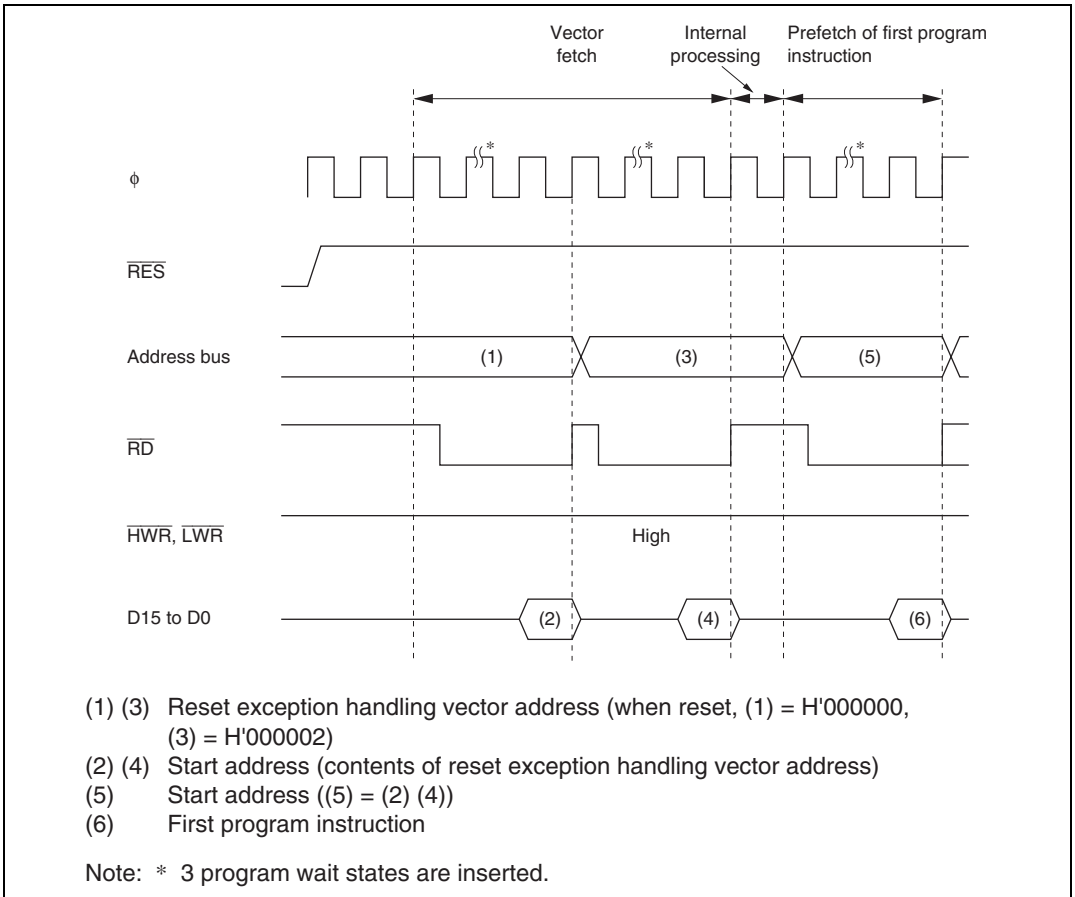 Vector fetch
Internal processing
Prefetch of first program instruction
*
*
*
ϕ
RES
Address bus
(1)
(3)
(5)
RD
HWR, LWR
High
D15 to D0
(2)
(4)
(6)
(1) (3) Reset exception handling vector address (when reset, (1) = H'000000,
(3) = H'000002)
(2) (4) Start address (contents of reset exception handling vector address)
(5) Start address ((5) = (2) (4))
(6) First program instruction
Note: * 3 program wait states are inserted.